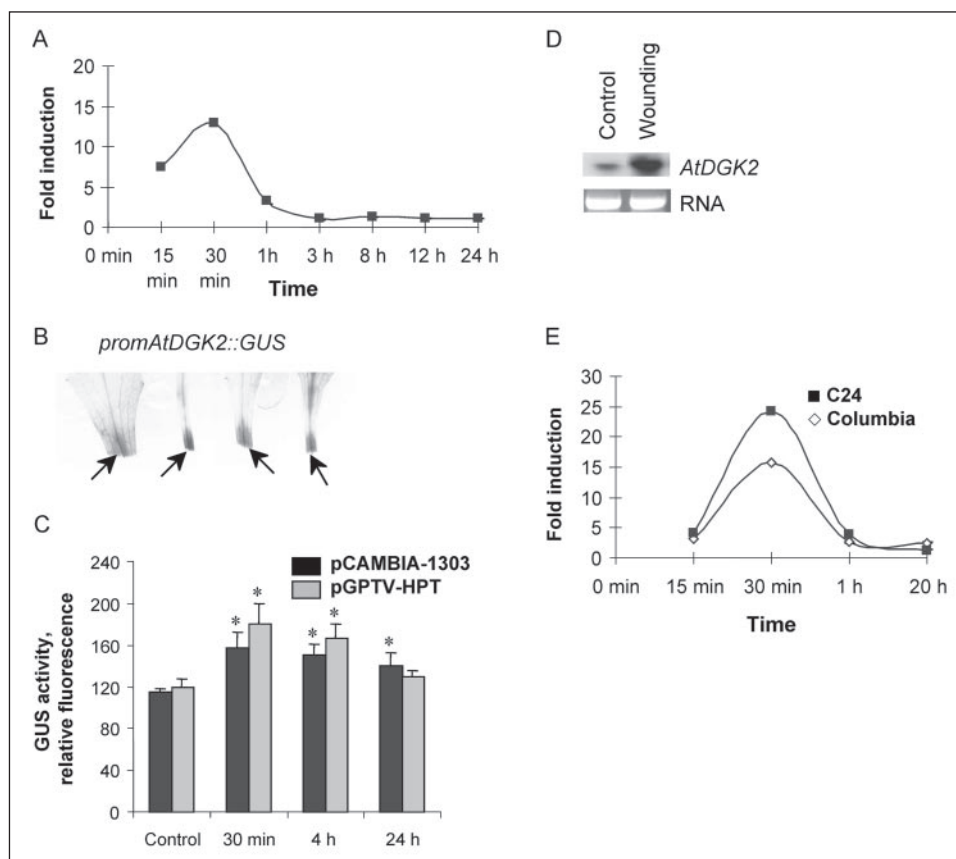 A
20
15
10
5
0
Fold induction
0 min 15 min 30 min 1h 3 h 8 h 12 h 24 h
Time
B
promAtDGK2::GUS
C
pCAMBIA-1303
pGPTV-HPT
240
200
160
120
80
40
0
GUS activity,
relative fluorescence
* * * * *
Control 30 min 4 h 24 h
D
Control Wounding
AtDGK2
RNA
E
30
25
20
15
10
5
0
Fold induction
C24
Columbia
0 min 15 min 30 min 1 h 20 h
Time